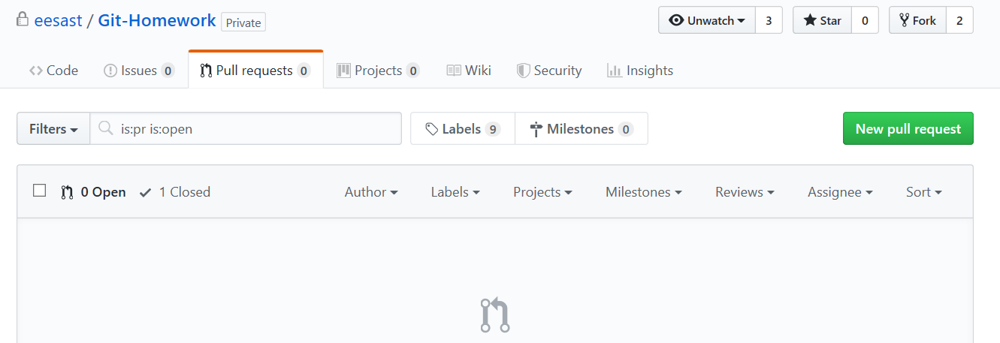 eesast / Git-Homework Private Unwatch 3 Star 0 Fork 2
Code Issues 0 Pull requests 0 Projects 0 Wiki Security Insights
Filters is:pr is:open Labels 9 Milestones 0 New pull request
0 Open 1 Closed Author Labels Projects Milestones Reviews Assignee Sort